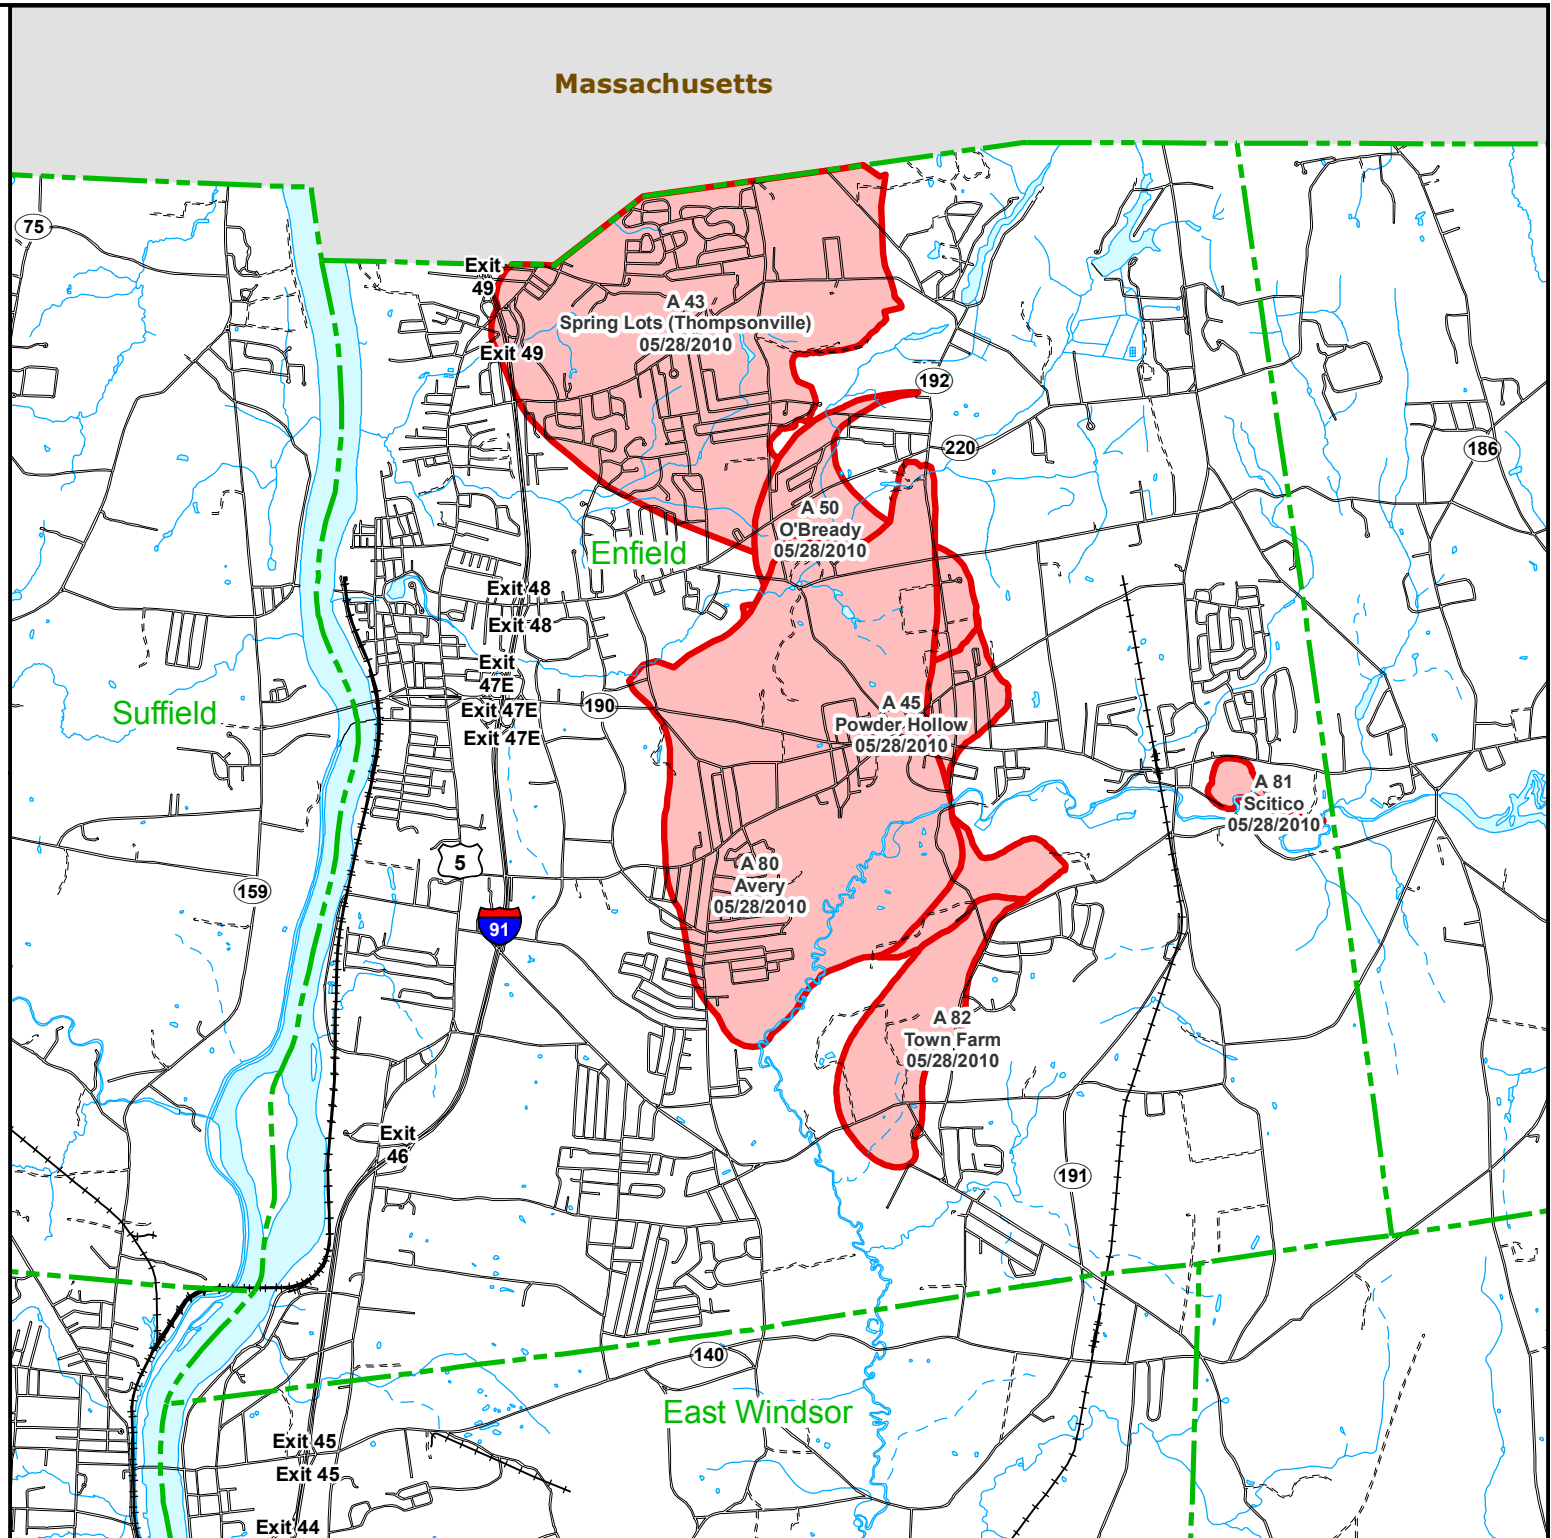 Massachusetts
75
Exit
49
A 43
Spring Lots (Thompsonville)
05/28/2010
Exit 49
192
220
186
A 50
O'Bready
05/28/2010
Enfield
Exit 48
Exit 48
Exit
47E
190
Exit 47E
Exit 47E
Suffield
A 45
Powder Hollow
05/28/2010
A 81
Scitico
05/28/2010
5
159
A 80
Avery
05/28/2010
91
A 82
Town Farm
05/28/2010
Exit
46
191
140
East Windsor
Exit 45
Exit 45
Exit 44